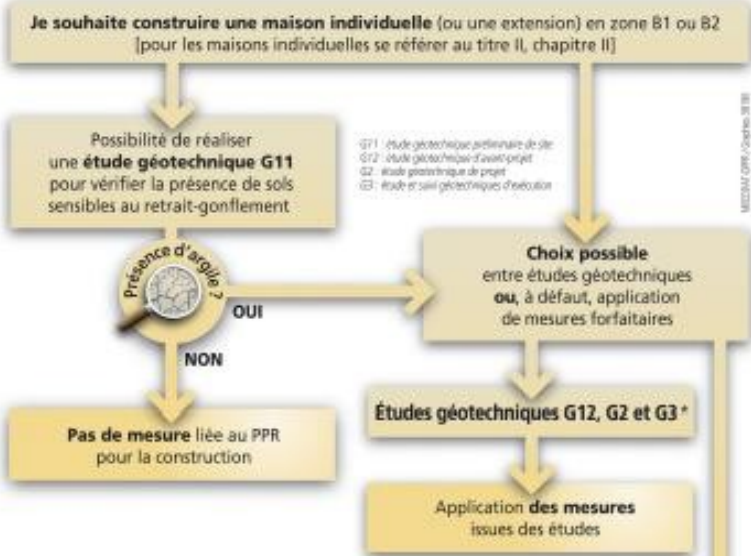 Je souhaite construire une maison individuelle (ou une extension) en zone B1 ou B2
[pour les maisons individuelles se référer au titre II, chapitre II]
Possibilité de réaliser
une étude géotechnique G11
pour vérifier la présence de sols
sensibles au retrait-gonflement
G11 : étude géotechnique préliminaire de site
G12 : étude géotechnique d'avant-projet
G2 : étude géotechnique de projet
G3 : étude et suivi géotechniques d'exécution
Présence d'argile ?
OUI
NON
Choix possible
entre études géotechniques
ou, à défaut, application
de mesures forfaitaires
Pas de mesure liée au PPR
pour la construction
Études géotechniques G12, G2 et G3*
Application des mesures
issues des études